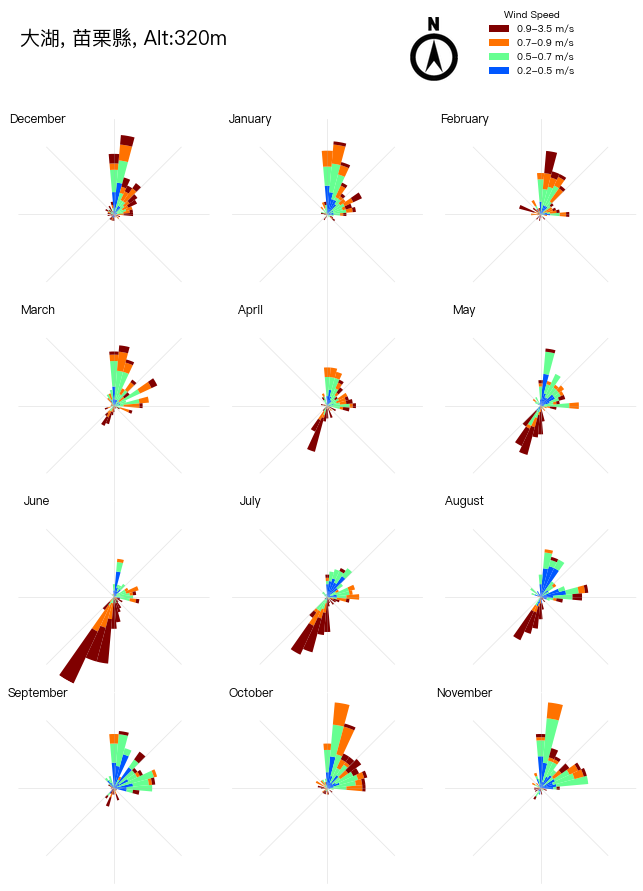 大湖, 苗栗縣, Alt:320m
N
Wind Speed
0.9-3.5 m/s
0.7-0.9 m/s
0.5-0.7 m/s
0.2-0.5 m/s
December
January
February
March
April
May
June
July
August
September
October
November